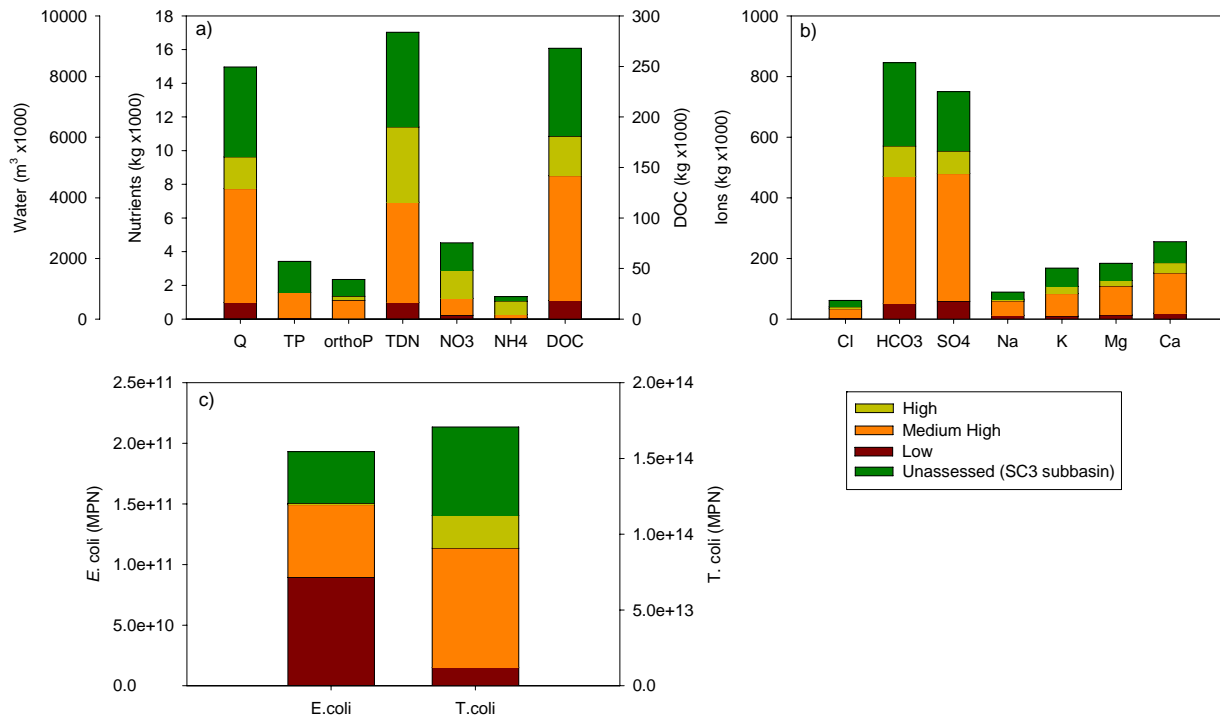 a)
10000
8000
6000
4000
2000
0
Water (m³ x1000)
18
16
14
12
10
8
6
4
2
0
Nutrients (kg x1000)
300
250
200
150
100
50
0
DOC (kg x1000)
Q TP orthoP TDN NO3 NH4 DOC
b)
1000
800
600
400
200
0
Ions (kg x1000)
Cl HCO3 SO4 Na K Mg Ca
c)
2.5e+11
2.0e+11
1.5e+11
1.0e+11
5.0e+10
0.0
E. coli (MPN)
2.0e+14
1.5e+14
1.0e+14
5.0e+13
0.0
T. coli (MPN)
E.coli T.coli
High
Medium High
Low
Unassessed (SC3 subbasin)